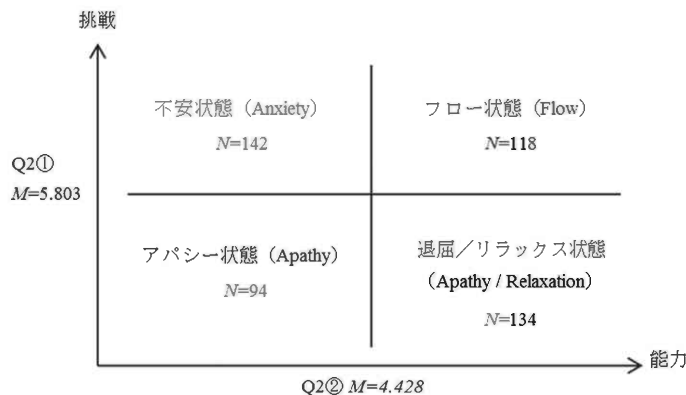 挑戦
不安状態（Anxiety）
N=142
フロー状態（Flow）
N=118
Q2①
M=5.803
アパシー状態（Apathy）
N=94
退屈／リラックス状態
（Apathy / Relaxation）
N=134
能力
Q2② M=4.428